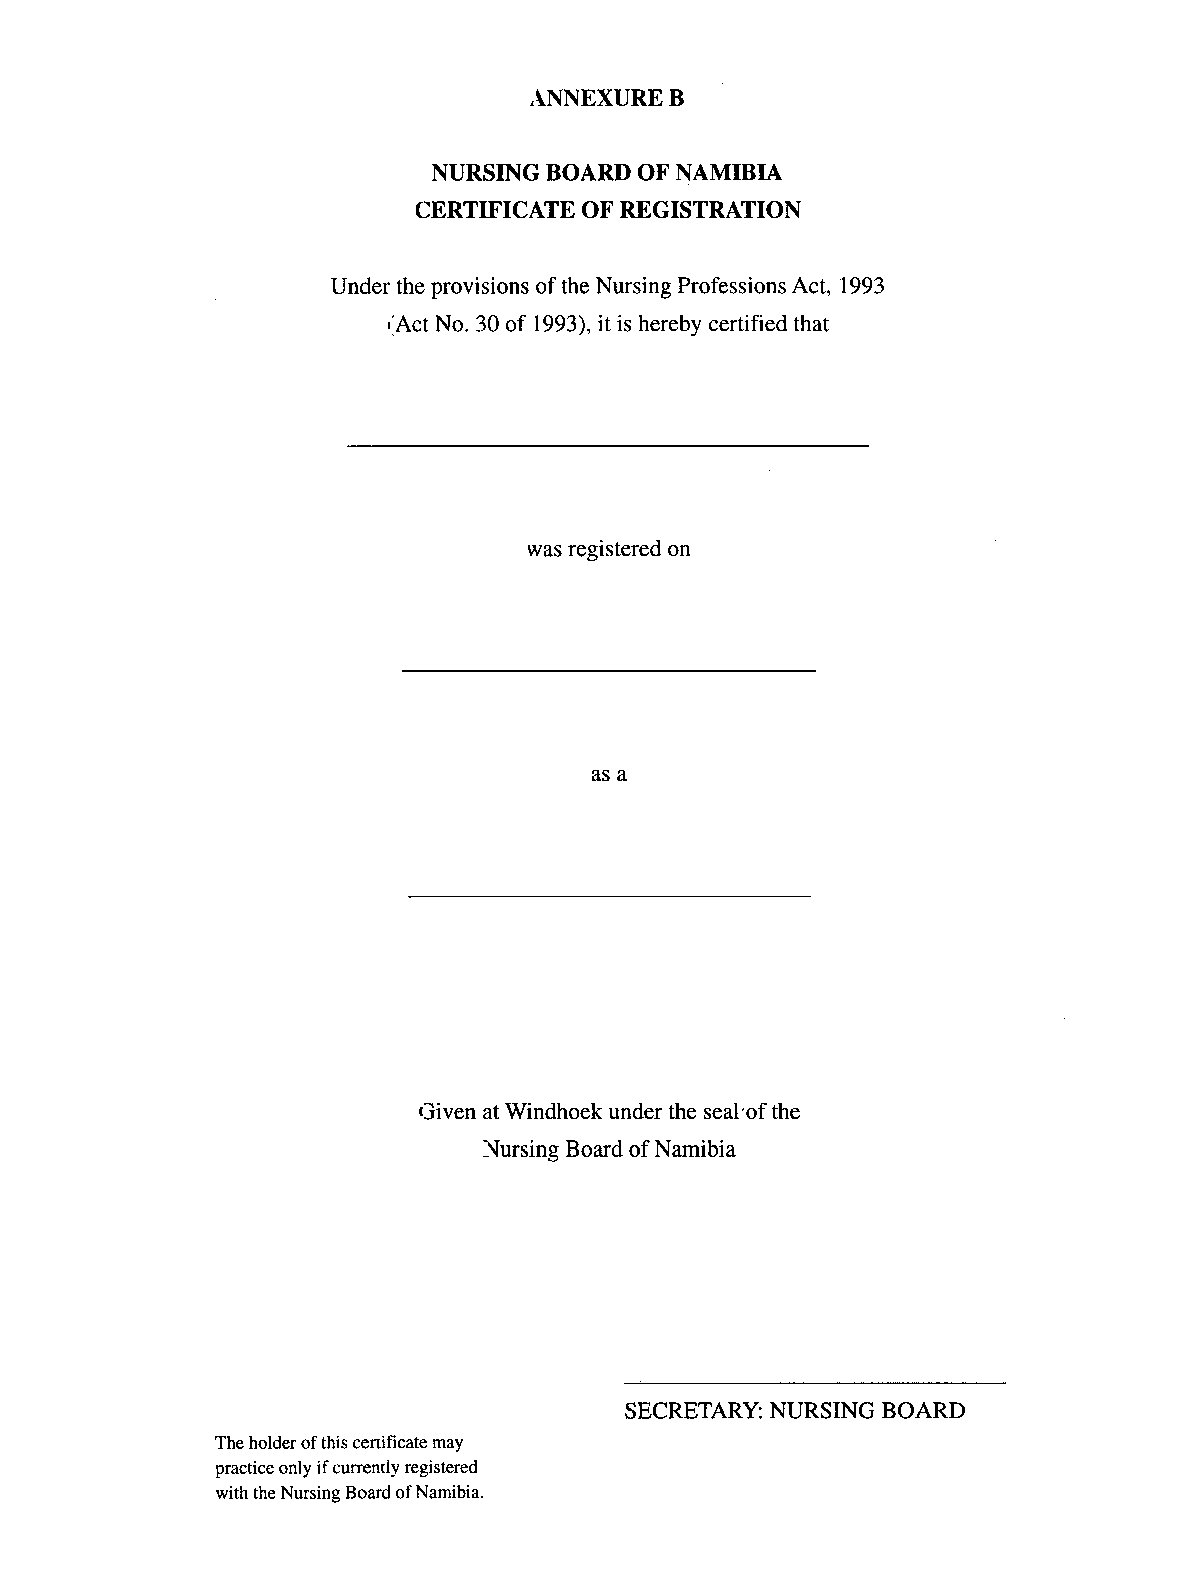 ANNEXURE B
NURSING BOARD OF NAMIBIA
CERTIFICATE OF REGISTRATION
Under the provisions of the Nursing Professions Act, 1993
(Act No. 30 of 1993), it is hereby certified that
was registered on
as a
Given at Windhoek under the seal of the
Nursing Board of Namibia
SECRETARY: NURSING BOARD
The holder of this certificate may
practice only if currently registered
with the Nursing Board of Namibia.